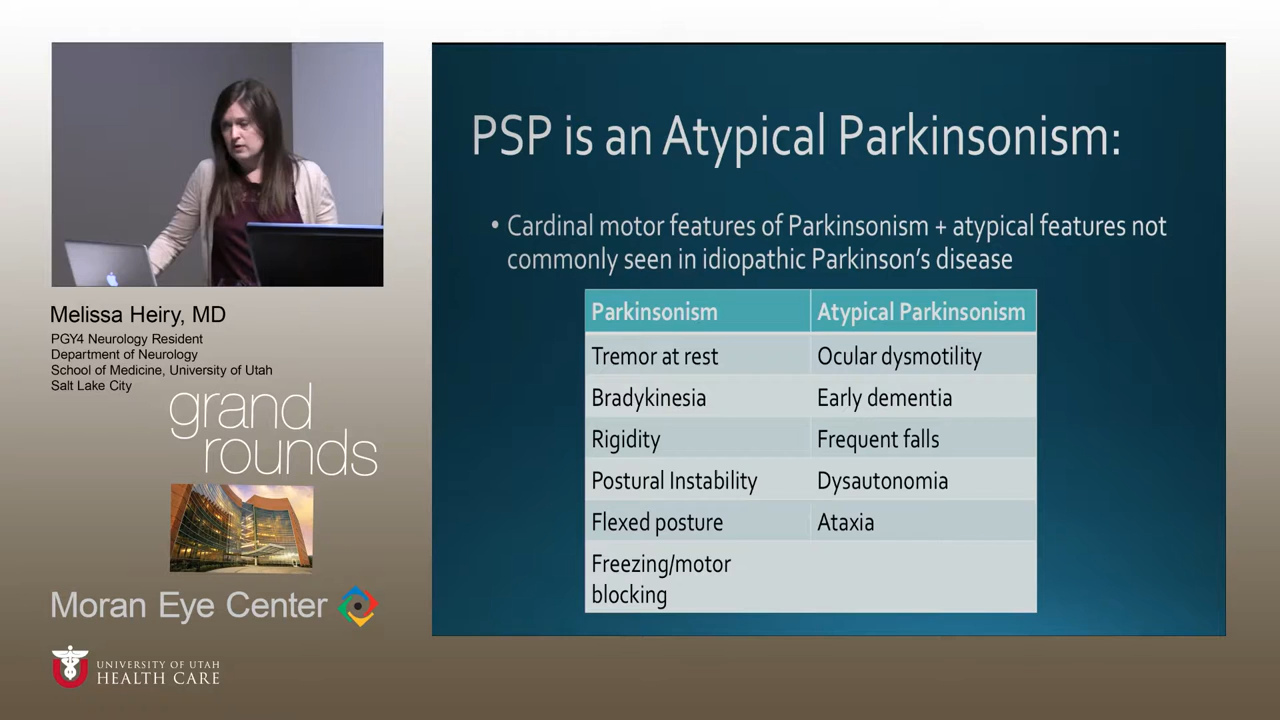 PSP is an Atypical Parkinsonism:
• Cardinal motor features of Parkinsonism + atypical features not
commonly seen in idiopathic Parkinson's disease
Parkinsonism Atypical Parkinsonism
Tremor at rest Ocular dysmotility
Bradykinesia Early dementia
Rigidity Frequent falls
Postural Instability Dysautonomia
Flexed posture Ataxia
Freezing/motor
blocking
Melissa Heiry, MD
PGY4 Neurology Resident
Department of Neurology
School of Medicine, University of Utah
Salt Lake City
grand
rounds
Moran Eye Center
UNIVERSITY OF UTAH
HEALTH CARE